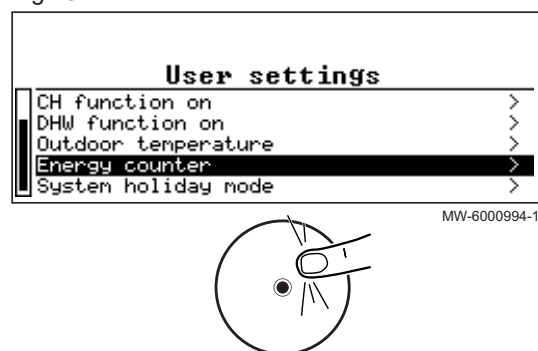 User settings
CH function on >
DHW function on >
Outdoor temperature >
Energy counter >
System holiday mode >
MW-6000994-1